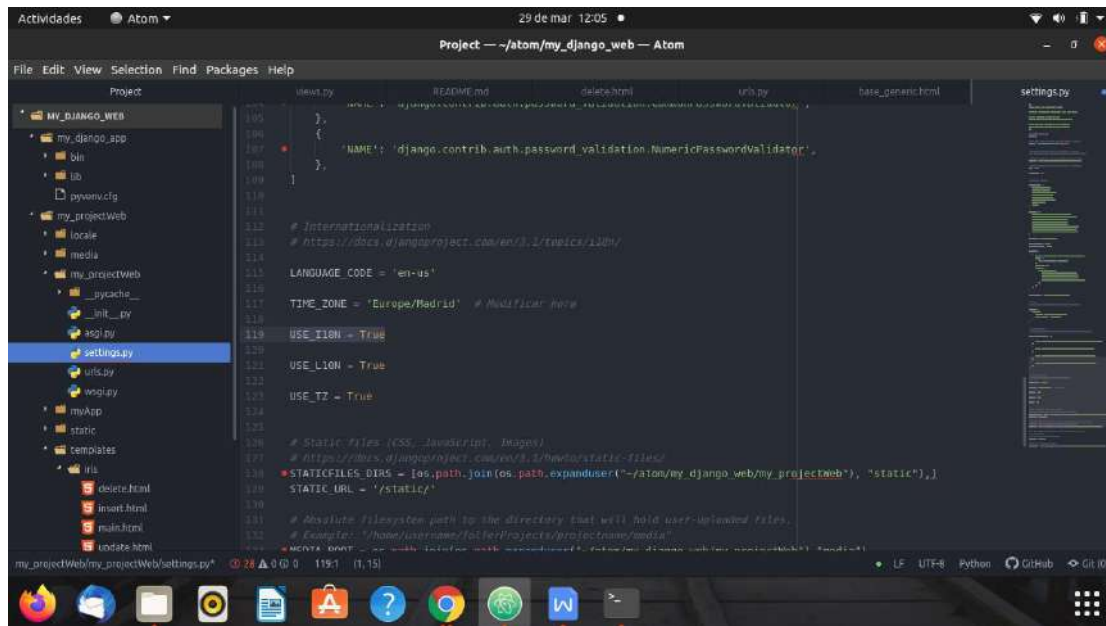 Actividades Atom 29 de mar 12:05
Project — ~/atom/my_django_web — Atom
File Edit View Selection Find Packages Help
Project views.py README.md delete.html urls.py base_generic.html settings.py
MY_DJANGO_WEB
my_django_app
bin
lib
pyvenv.cfg
my_projectWeb
locale
media
my_projectWeb
__pycache__
__init__.py
asgi.py
settings.py
urls.py
wsgi.py
myApp
static
templates
iris
delete.html
insert.html
main.html
update.html
105 },
106 {
107 'NAME': 'django.contrib.auth.password_validation.NumericPasswordValidator',
108 },
109 ]
110
111
112 # Internationalization
113 # https://docs.djangoproject.com/en/3.1/topics/i18n/
114
115 LANGUAGE_CODE = 'en-us'
116
117 TIME_ZONE = 'Europe/Madrid' # Modificar Hora
118
119 USE_I18N = True
120
121 USE_L10N = True
122
123 USE_TZ = True
124
125
126 # Static files (CSS, JavaScript, Images)
127 # https://docs.djangoproject.com/en/3.1/howto/static-files/
128 STATICFILES_DIRS = [os.path.join(os.path.expanduser("~/atom/my_django_web/my_projectWeb"), "static"),]
129 STATIC_URL = '/static/'
130
131 # Absolute filesystem path to the directory that will hold user-uploaded files.
132 # Example: "/home/username/follerProjects/projectname/media"
my_projectWeb/my_projectWeb/settings.py* 28 0 0 119:1 (1, 15) LF UTF-8 Python GitHub Git (0